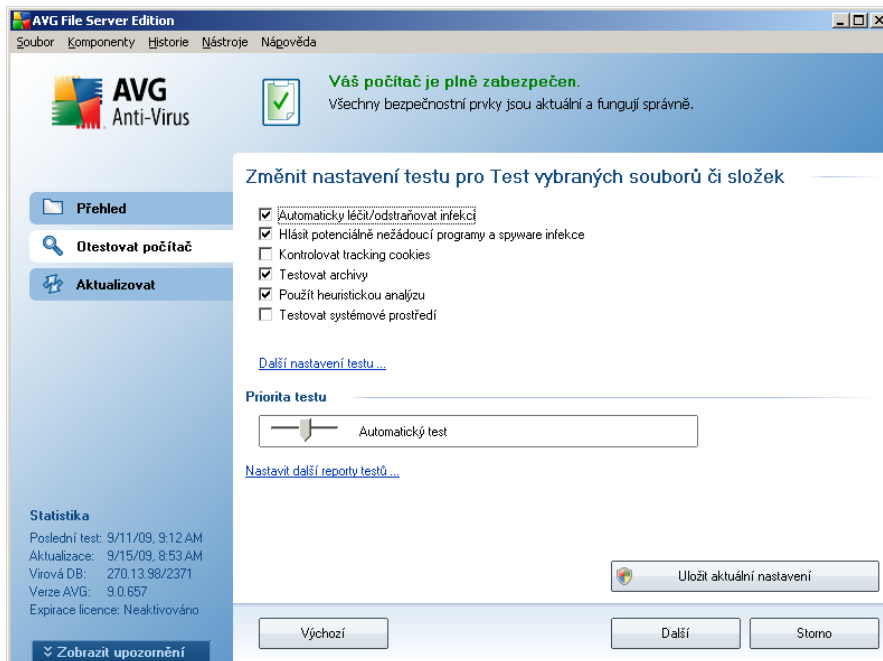 AVG File Server Edition
Soubor Komponenty Historie Nástroje Nápověda
AVG
Anti-Virus
Váš počítač je plně zabezpečen.
Všechny bezpečnostní prvky jsou aktuální a fungují správně.
Přehled
Otestovat počítač
Aktualizovat
Změnit nastavení testu pro Test vybraných souborů či složek
Automaticky léčit/odstraňovat infekci
Hlásit potenciálně nežádoucí programy a spyware infekce
Kontrolovat tracking cookies
Testovat archivy
Použít heuristickou analýzu
Testovat systémové prostředí
Další nastavení testu ...
Priorita testu
Automatický test
Nastavit další reporty testů ...
Statistika
Poslední test: 9/11/09, 9:12 AM
Aktualizace: 9/15/09, 8:53 AM
Virová DB: 270.13.98/2371
Verze AVG: 9.0.657
Expirace licence: Neaktivováno
Zobrazit upozornění
Uložit aktuální nastavení
Výchozí
Další
Storno